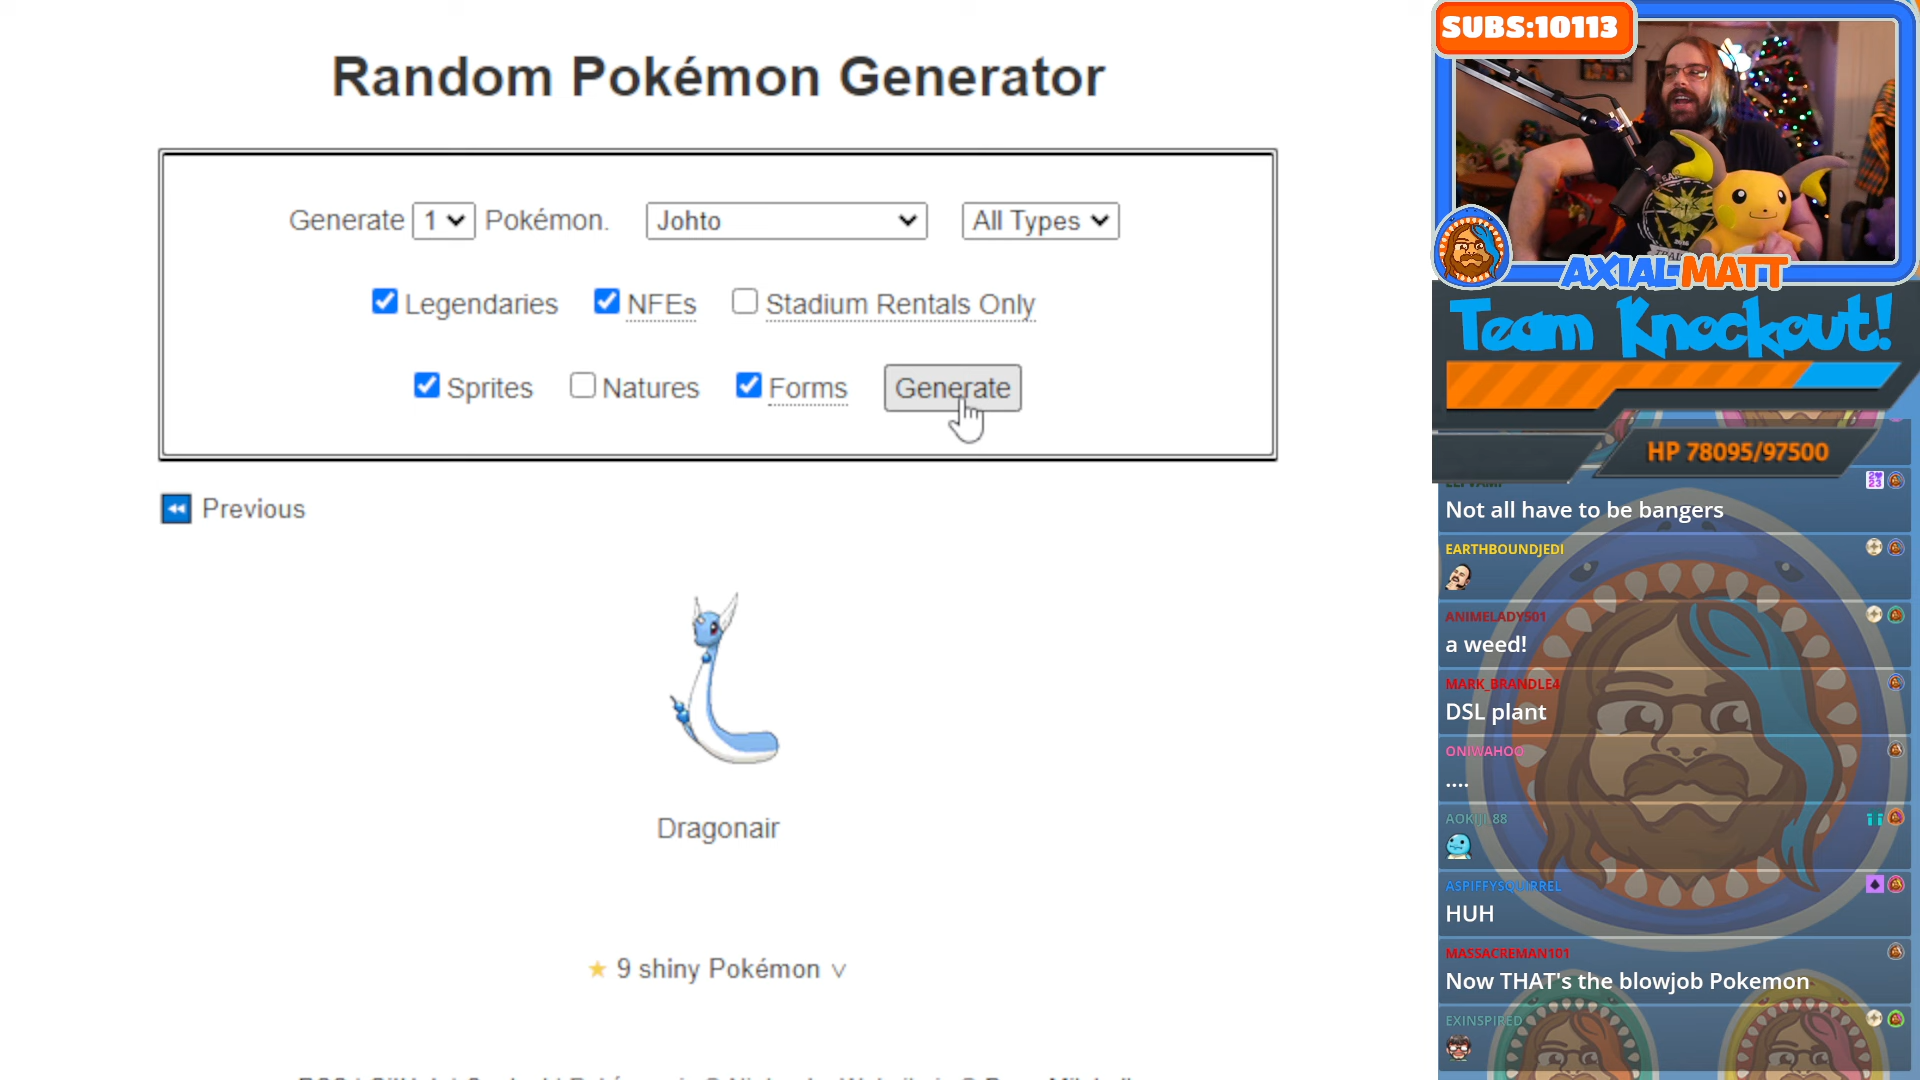 Random Pokémon Generator
Generate 1 Pokémon. Johto All Types
Legendaries NFEs Stadium Rentals Only
Sprites Natures Forms Generate
Previous
Dragonair
★ 9 shiny Pokémon
SUBS:10113
AXIAL-MATT
Team Knockout!
HP 78095/97500
Not all have to be bangers
EARTHBOUNDJEDI
ANIMELADY501
a weed!
MARK_BRANDLE4
DSL plant
ONIWAHOO
....
AOKIJI.88
ASPIFFYSQUIRREL
HUH
MASSACREMAN101
Now THAT's the blowjob Pokemon
EXINSPIRED